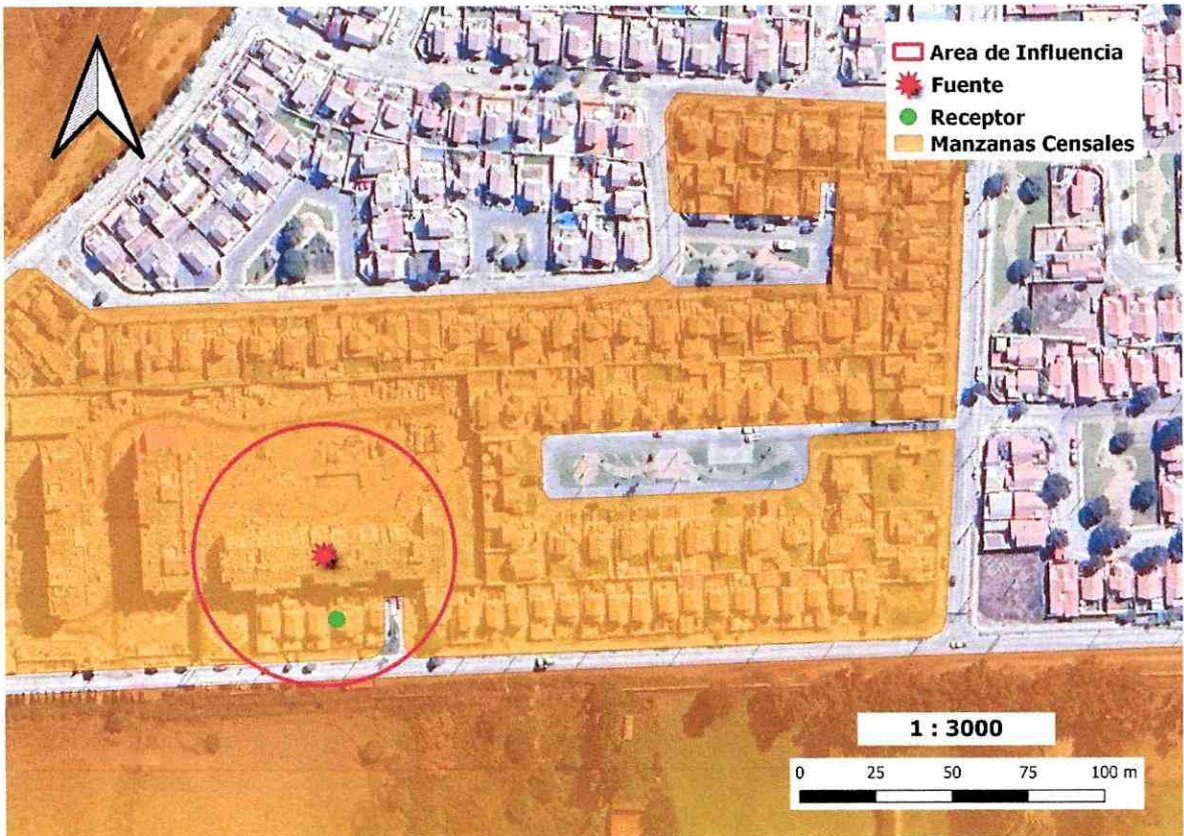 Area de Influencia
Fuente
Receptor
Manzanas Censales
1 : 3000
0 25 50 75 100 m